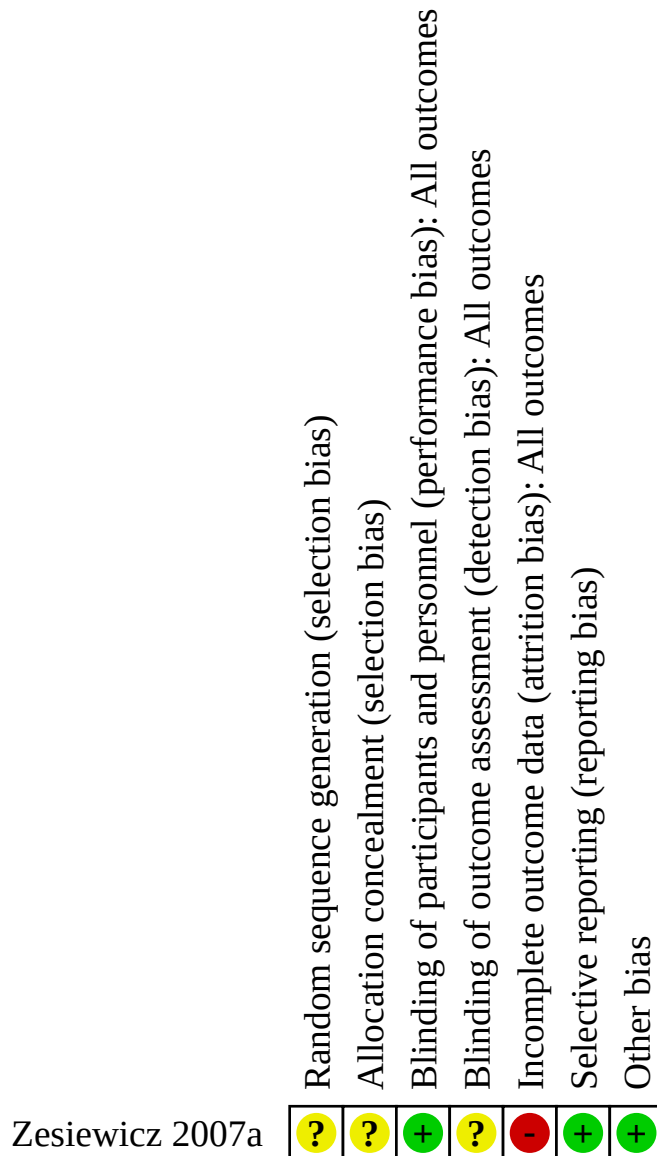 Random sequence generation (selection bias)
Allocation concealment (selection bias)
Blinding of participants and personnel (performance bias): All outcomes
Blinding of outcome assessment (detection bias): All outcomes
Incomplete outcome data (attrition bias): All outcomes
Selective reporting (reporting bias)
Other bias
Zesiewicz 2007a ? ? + ? - + +